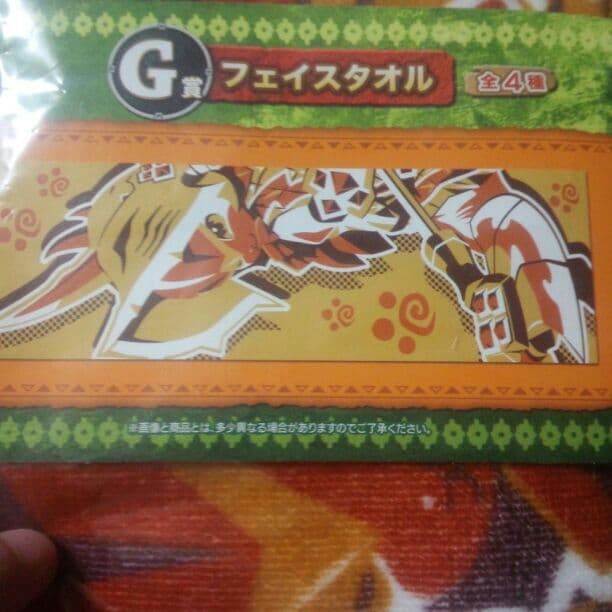 G賞 フェイスタオル 全4種
※画像と商品とは、多少異なる場合がありますのでご了承ください。